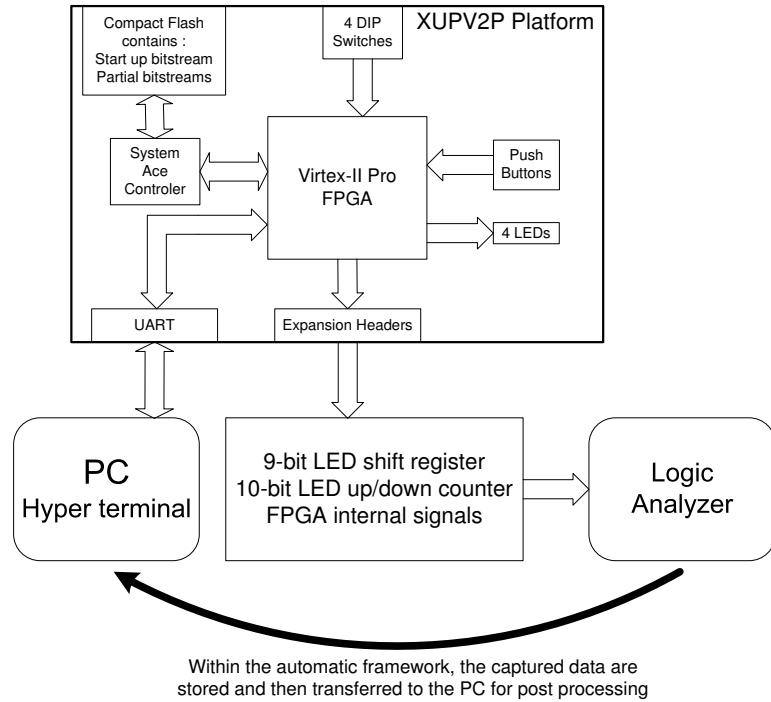 XUPV2P Platform
Compact Flash
contains :
Start up bitstream
Partial bitstreams
4 DIP
Switches
System
Ace
Controler
Virtex-II Pro
FPGA
Push
Buttons
4 LEDs
UART
Expansion Headers
PC
Hyper terminal
9-bit LED shift register
10-bit LED up/down counter
FPGA internal signals
Logic
Analyzer
Within the automatic framework, the captured data are
stored and then transferred to the PC for post processing